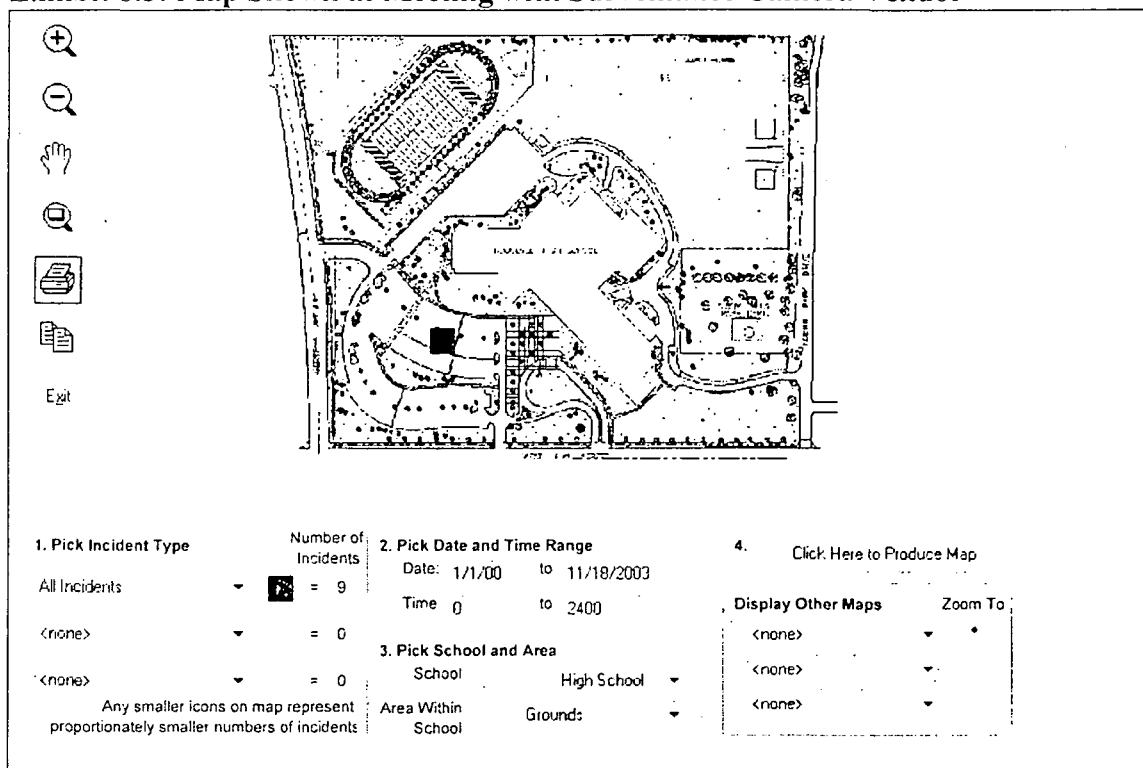 Exit
1. Pick Incident Type
Number of
Incidents
All Incidents = 9
<none> = 0
<none> = 0
Any smaller icons on map represent
proportionately smaller numbers of incidents
2. Pick Date and Time Range
Date: 1/1/00 to 11/18/2003
Time 0 to 2400
3. Pick School and Area
School High School
Area Within
School Grounds
4. Click Here to Produce Map
Display Other Maps Zoom To
<none>
<none>
<none>